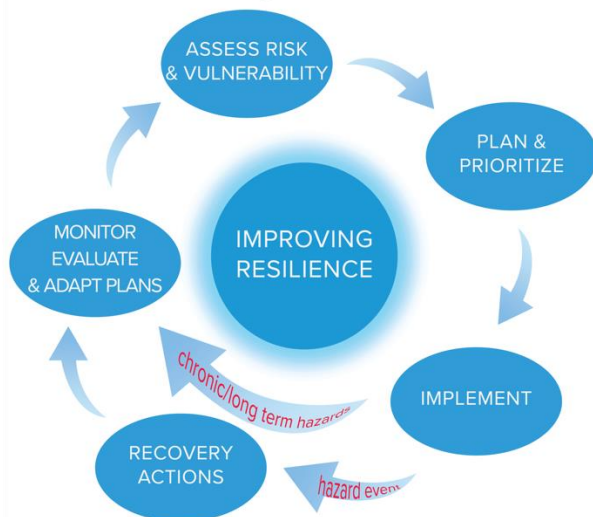 ASSESS RISK
& VULNERABILITY
PLAN &
PRIORITIZE
IMPROVING
RESILIENCE
MONITOR
EVALUATE
& ADAPT PLANS
chronic/long term hazards
IMPLEMENT
RECOVERY
ACTIONS
hazard event